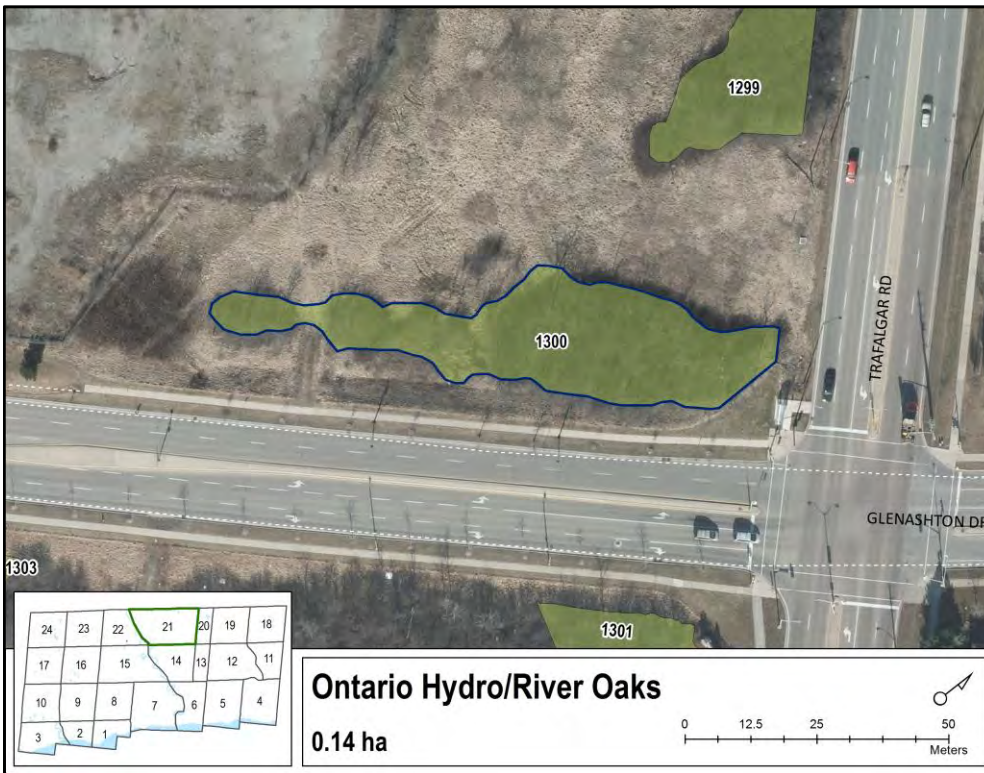 1299
1300
TRAFALGAR RD
GLENASHTON DR
1303
1301
24 23 22 21 20 19 18
17 16 15 14 13 12 11
10 9 8 7 6 5 4
3 2 1
Ontario Hydro/River Oaks
0.14 ha
0 12.5 25 50
Meters